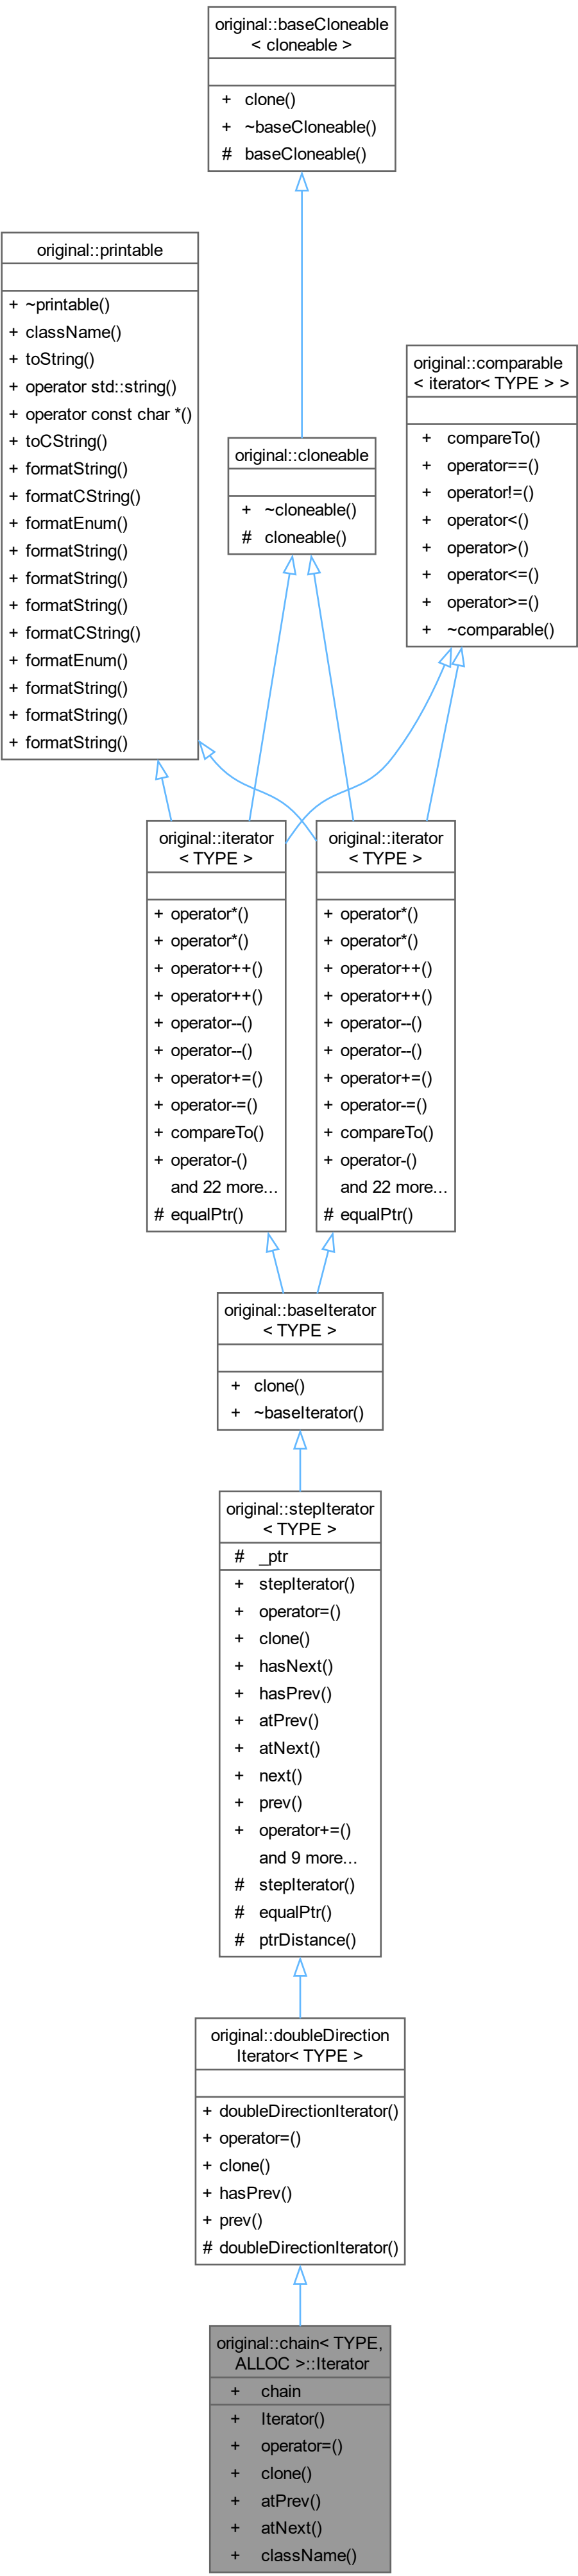 original::baseCloneable
< cloneable >
+ clone()
+ ~baseCloneable()
# baseCloneable()
original::printable
+ ~printable()
+ className()
+ toString()
+ operator std::string()
+ operator const char *()
+ toCString()
+ formatString()
+ formatCString()
+ formatEnum()
+ formatString()
+ formatString()
+ formatString()
+ formatCString()
+ formatEnum()
+ formatString()
+ formatString()
+ formatString()
original::comparable
< iterator< TYPE > >
+ compareTo()
+ operator==()
+ operator!=()
+ operator<()
+ operator>()
+ operator<=()
+ operator>=()
+ ~comparable()
original::cloneable
+ ~cloneable()
# cloneable()
original::iterator
< TYPE >
+ operator*()
+ operator*()
+ operator++()
+ operator++()
+ operator--()
+ operator--()
+ operator+=()
+ operator-=()
+ compareTo()
+ operator-()
and 22 more...
# equalPtr()
original::iterator
< TYPE >
+ operator*()
+ operator*()
+ operator++()
+ operator++()
+ operator--()
+ operator--()
+ operator+=()
+ operator-=()
+ compareTo()
+ operator-()
and 22 more...
# equalPtr()
original::baseIterator
< TYPE >
+ clone()
+ ~baseIterator()
original::stepIterator
< TYPE >
# _ptr
+ stepIterator()
+ operator=()
+ clone()
+ hasNext()
+ hasPrev()
+ atPrev()
+ atNext()
+ next()
+ prev()
+ operator+=()
and 9 more...
# stepIterator()
# equalPtr()
# ptrDistance()
original::doubleDirection
Iterator< TYPE >
+ doubleDirectionIterator()
+ operator=()
+ clone()
+ hasPrev()
+ prev()
# doubleDirectionIterator()
original::chain< TYPE,
ALLOC >::Iterator
+ chain
+ Iterator()
+ operator=()
+ clone()
+ atPrev()
+ atNext()
+ className()